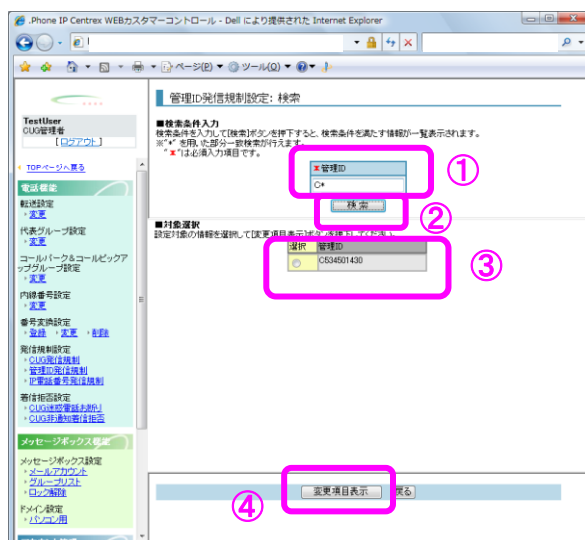 .Phone IP Centrex WEBカスタマーコントロール - Dell により提供された Internet Explorer
ページ(P) ツール(O)
TestUser
CUG管理者
[ログアウト]
TOPページへ戻る
電話機能
転送設定
変更
代表グループ設定
変更
コールパーク&コールピックア
ップグループ設定
変更
内線番号設定
変更
番号変換設定
登録 変更 削除
発信規制設定
CUG発信規制
管理ID発信規制
IP電話番号発信規制
着信拒否設定
CUG迷惑電話お断り
CUG非通知着信拒否
メッセージボックス機能
メッセージボックス設定
メールアカウント
グループリスト
ロック解除
ドメイン設定
パソコン用
管理ID発信規制設定: 検索
■検索条件入力
検索条件を入力して[検索]ボタンを押下すると、検索条件を満たす情報が一覧表示されます。
※"*" を用いた部分一致検索が行えます。
"*"は必須入力項目です。
*管理ID
①
C*
検索
②
■対象選択
設定対象の情報を選択して[変更項目表示]ボタンを押下してください。
選択 管理ID
C534501430
③
変更項目表示 戻る
④